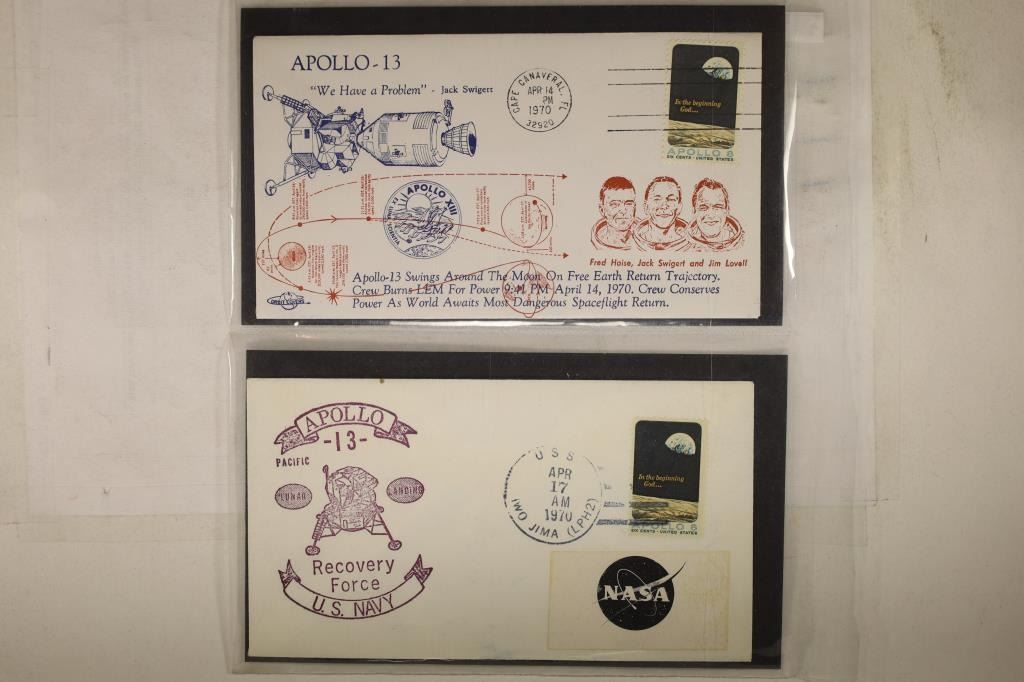 APOLLO-13
"We Have a Problem" - Jack Swigert
CAPE CANAVERAL, FL
APR 14
PM
1970
32920
In the beginning
God...
APOLLO 8
SIX CENTS · UNITED STATES
APOLLO XIII
Fred Haise, Jack Swigert and Jim Lovell
Apollo-13 Swings Around The Moon On Free Earth Return Trajectory.
Crew Burns LEM For Power 9:41 PM April 14, 1970. Crew Conserves
Power As World Awaits Most Dangerous Spaceflight Return.
ORBIT COVERS
APOLLO
-13-
PACIFIC
LUNAR LANDING
Recovery
Force
U.S. NAVY
USS
APR
17
AM
1970
IWO JIMA (LPH2)
In the beginning
God...
APOLLO 8
SIX CENTS · UNITED STATES
NASA